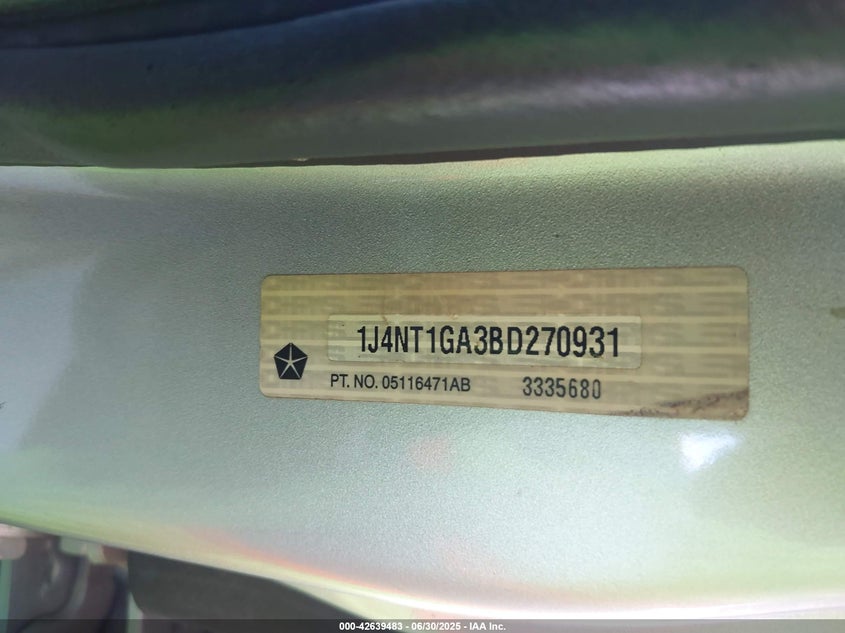 1J4NT1GA3BD270931
PT. NO. 05116471AB 3335680
000-42639483 - 06/30/2025 - IAA Inc.